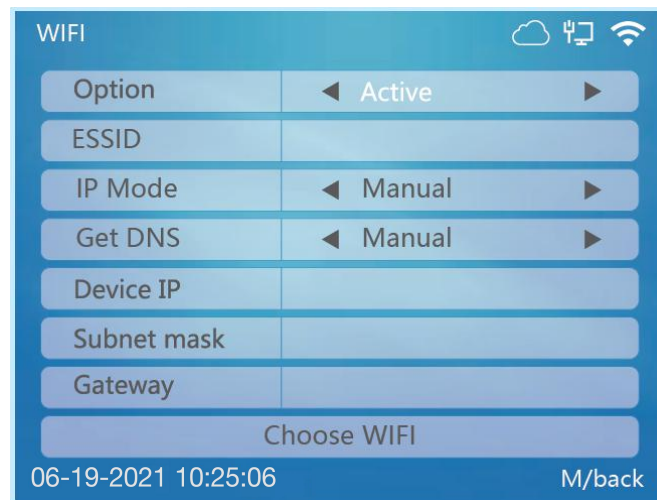 WIFI
Option Active
ESSID
IP Mode Manual
Get DNS Manual
Device IP
Subnet mask
Gateway
Choose WIFI
06-19-2021 10:25:06 M/back